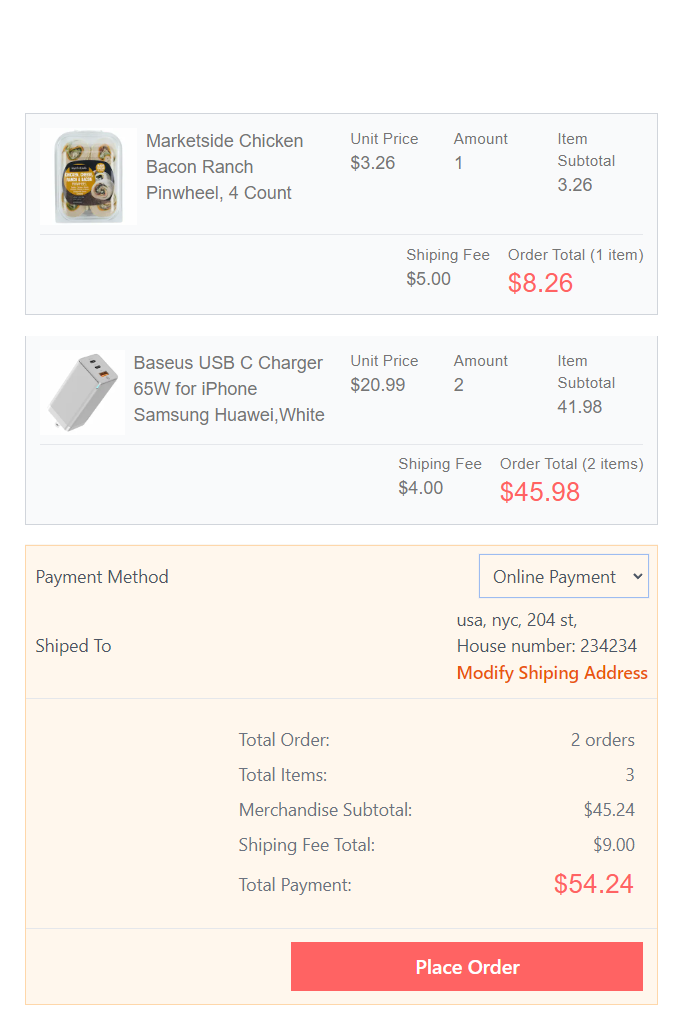 Marketside Chicken
Bacon Ranch
Pinwheel, 4 Count
Unit Price
$3.26
Amount
1
Item
Subtotal
3.26
Shiping Fee
$5.00
Order Total (1 item)
$8.26
Baseus USB C Charger
65W for iPhone
Samsung Huawei,White
Unit Price
$20.99
Amount
2
Item
Subtotal
41.98
Shiping Fee
$4.00
Order Total (2 items)
$45.98
Payment Method
Online Payment
Shiped To
usa, nyc, 204 st,
House number: 234234
Modify Shiping Address
Total Order: 2 orders
Total Items: 3
Merchandise Subtotal: $45.24
Shiping Fee Total: $9.00
Total Payment: $54.24
Place Order